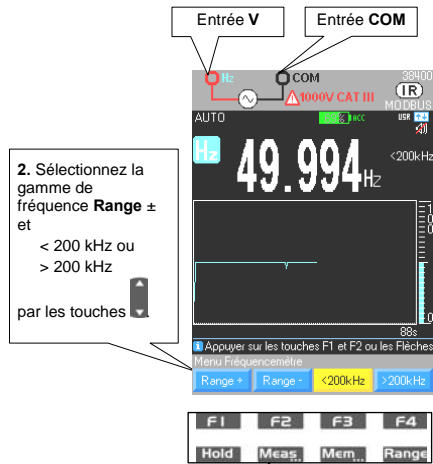 Entrée V
Entrée COM
Hz
COM
38400
IR
1000V CAT III
MODBUS
AUTO
ACC
USR
Hz
49.994Hz
<200kHz
2. Sélectionnez la
gamme de
fréquence Range ±
et
< 200 kHz ou
> 200 kHz
par les touches .
88s
Appuyer sur les touches F1 et F2 ou les Flèches
Menu Fréquencemètre
Range +
Range -
<200kHz
>200kHz
F1
F2
F3
F4
Hold
Meas...
Mem...
Range